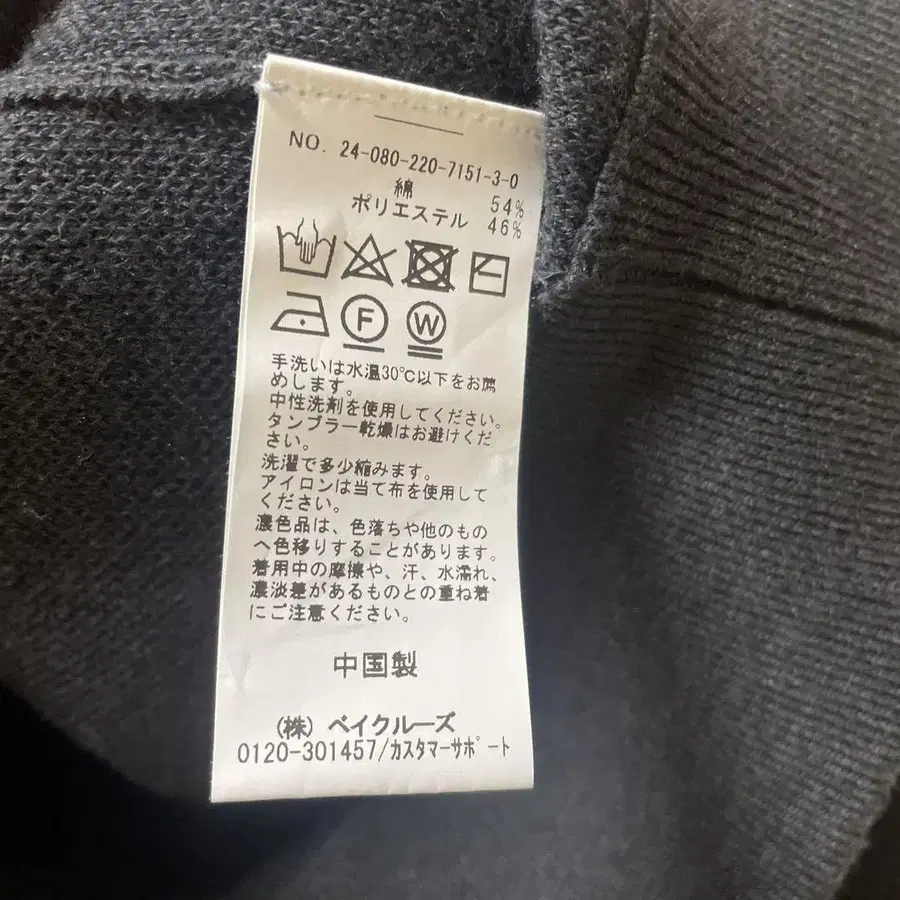 NO. 24-080-220-7151-3-0
綿 54%
ポリエステル 46%
F W
手洗いは水温30℃以下をお薦
めします。
中性洗剤を使用してください。
タンブラー乾燥はお避けくだ
さい。
洗濯で多少縮みます。
アイロンは当て布を使用して
ください。
濃色品は、色落ちや他のもの
へ色移りすることがあります。
着用中の摩擦や、汗、水濡れ、
濃淡差があるものとの重ね着
にご注意ください。
中国製
(株) ベイクルーズ
0120-301457/カスタマーサポート